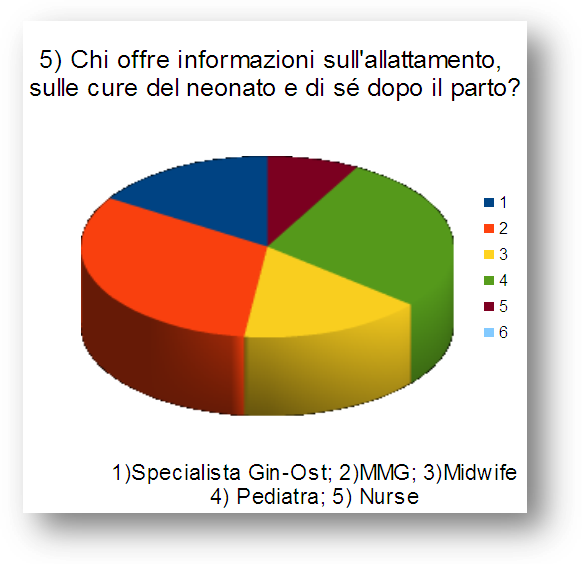 5) Chi offre informazioni sull'allattamento,
sulle cure del neonato e di sé dopo il parto?
1
2
3
4
5
6
1)Specialista Gin-Ost; 2)MMG; 3)Midwife
4) Pediatra; 5) Nurse